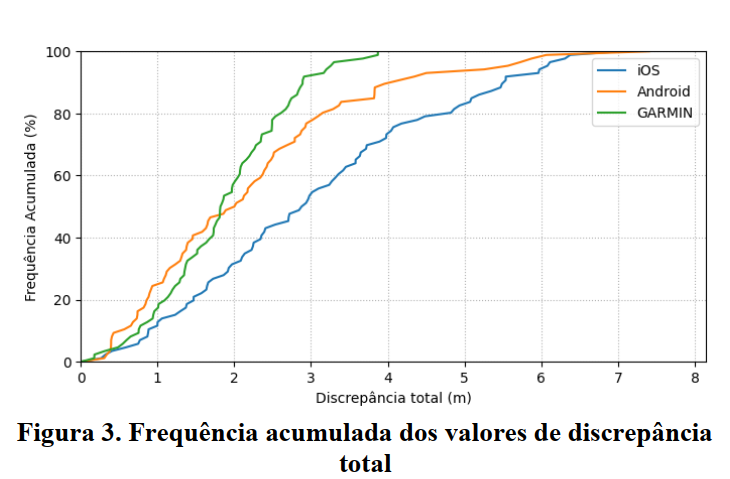 100
80
60
40
20
0
Frequência Acumulada (%)
iOS
Android
GARMIN
0 1 2 3 4 5 6 7 8
Discrepância total (m)
Figura 3. Frequência acumulada dos valores de discrepância
total